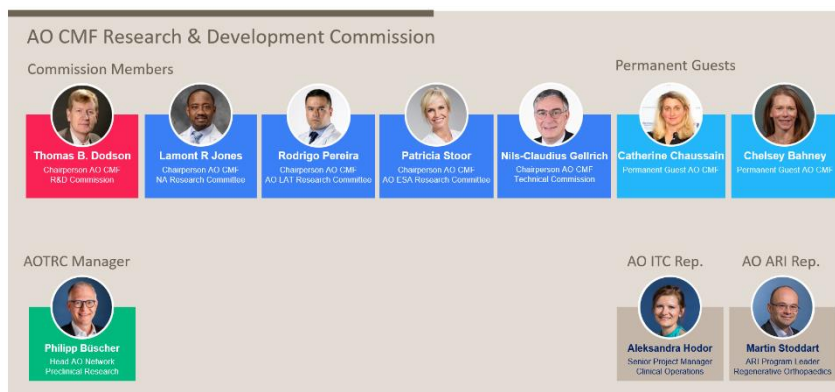 AO CMF Research & Development Commission
Commission Members
Permanent Guests
Thomas B. Dodson
Chairperson AO CMF
R&D Commission
Lamont R Jones
Chairperson AO CMF
NA Research Committee
Rodrigo Pereira
Chairperson AO CMF
AO LAT Research Committee
Patricia Stoor
Chairperson AO CMF
AO ESA Research Committee
Nils-Claudius Gellrich
Chairperson AO CMF
Technical Commission
Catherine Chaussain
Permanent Guest AO CMF
Chelsey Bahney
Permanent Guest AO CMF
AOTRC Manager
AO ITC Rep.
AO ARI Rep.
Philipp Büscher
Head AO Network
Preclinical Research
Aleksandra Hodor
Senior Project Manager
Clinical Operations
Martin Stoddart
ARI Program Leader
Regenerative Orthopaedics